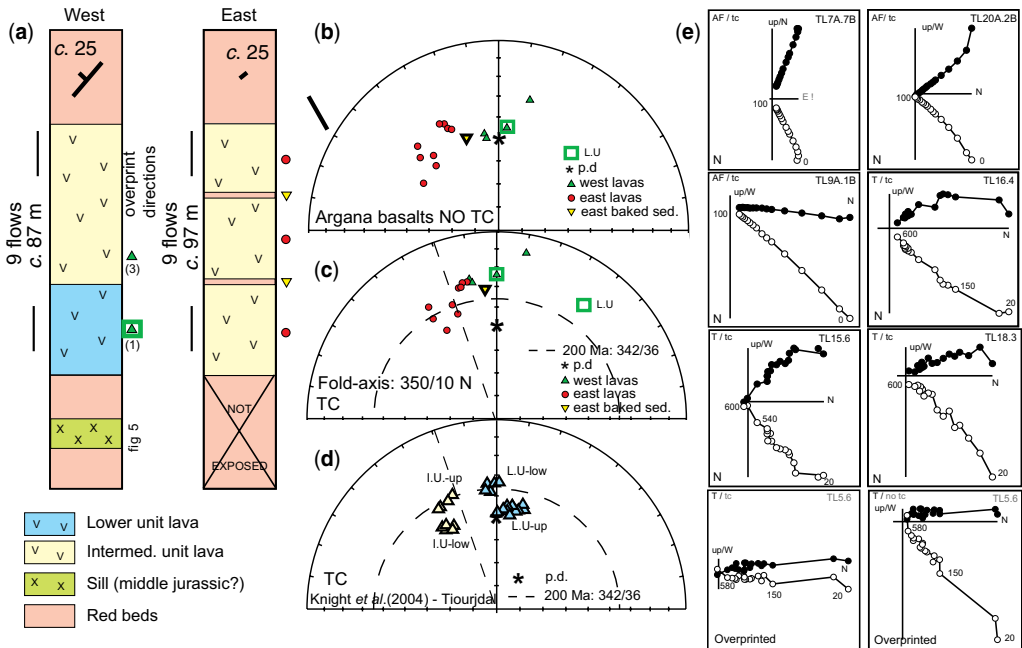 (a)
West
East
c. 25
c. 25
9 flows
c. 87 m
overprint
directions
(3)
(1)
9 flows
c. 97 m
fig 5
NOT
EXPOSED
v v Lower unit lava
v v Intermed. unit lava
x x Sill (middle jurassic?)
Red beds
(b)
L.U
* p.d
west lavas
east lavas
east baked sed.
Argana basalts NO TC
(c)
L.U
200 Ma: 342/36
* p.d
west lavas
east lavas
east baked sed.
Fold-axis: 350/10 N
TC
(d)
I.U.-up
L.U-low
I.U-low
L.U-up
TC
* p.d.
200 Ma: 342/36
Knight et al.(2004) - Tiourjdal
(e)
AF / tc
TL7A.7B
up/N
E !
100
0
N
AF/ tc
TL20A.2B
up/W
N
100
0
N
AF / tc
TL9A.1B
up/W
N
100
0
T / tc
TL16.4
up/W
600
N
150
20
T / tc
TL15.6
up/W
N
600
540
20
T / tc
TL18.3
up/W
600
N
20
T / tc
TL5.6
up/W
N
580
150
20
Overprinted
T / no tc
TL5.6
up/W
580
N
150
20
Overprinted